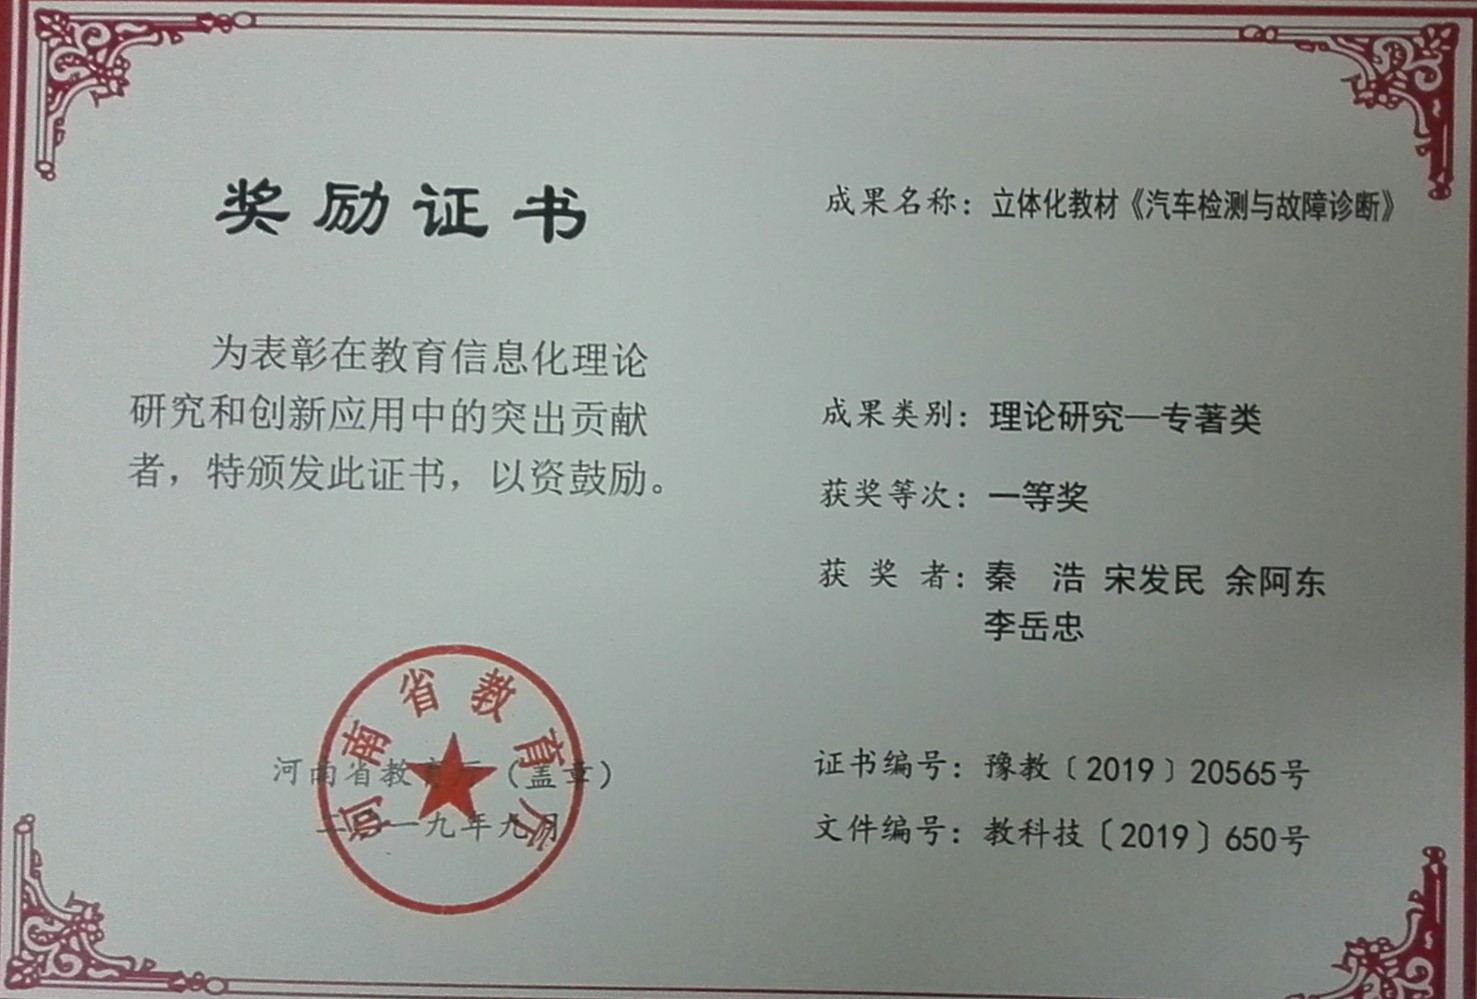 奖励证书
为表彰在教育信息化理论
研究和创新应用中的突出贡献
者，特颁发此证书，以资鼓励。
河南省教育厅（盖章）
二〇一九年九月
河南省教育厅
成果名称：立体化教材《汽车检测与故障诊断》
成果类别：理论研究—专著类
获奖等次：一等奖
获 奖 者：秦 浩 宋发民 余阿东
李岳忠
证书编号：豫教〔2019〕20565号
文件编号：教科技〔2019〕650号